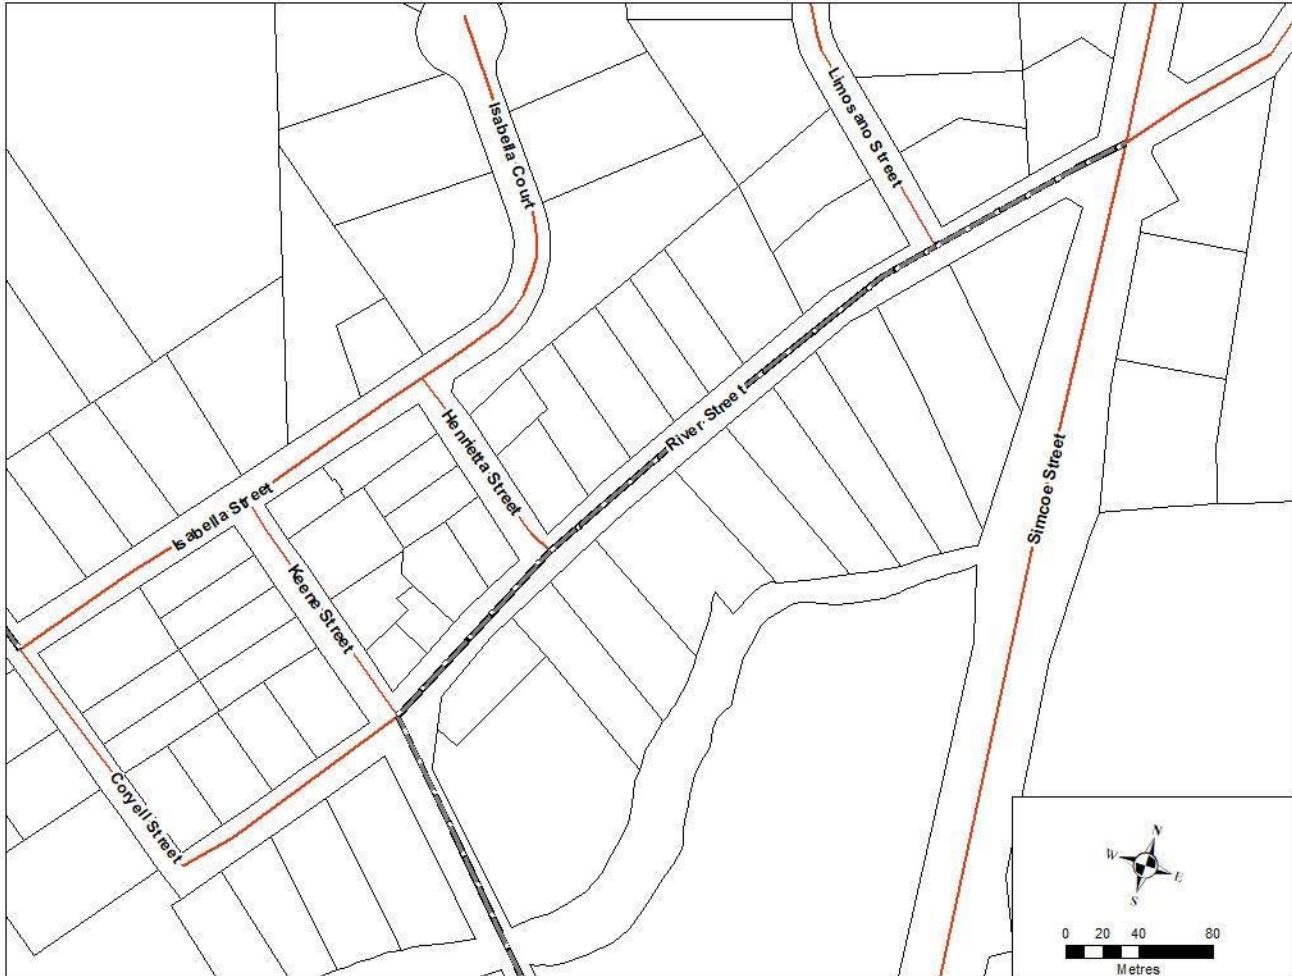 Isabella Court
Limosano Street
Henrietta Street
River Street
Isabella Street
Simcoe Street
Keene Street
Coryell Street
N
W
E
S
0 20 40 80
Metres